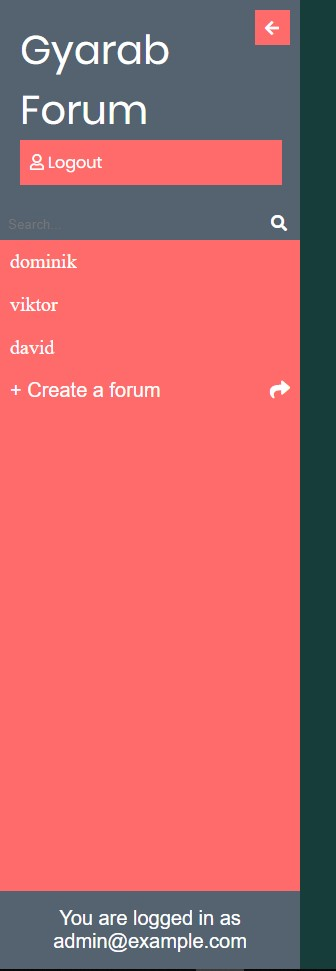 Gyarab
Forum
Logout
Search...
dominik
viktor
david
+ Create a forum
You are logged in as
admin@example.com